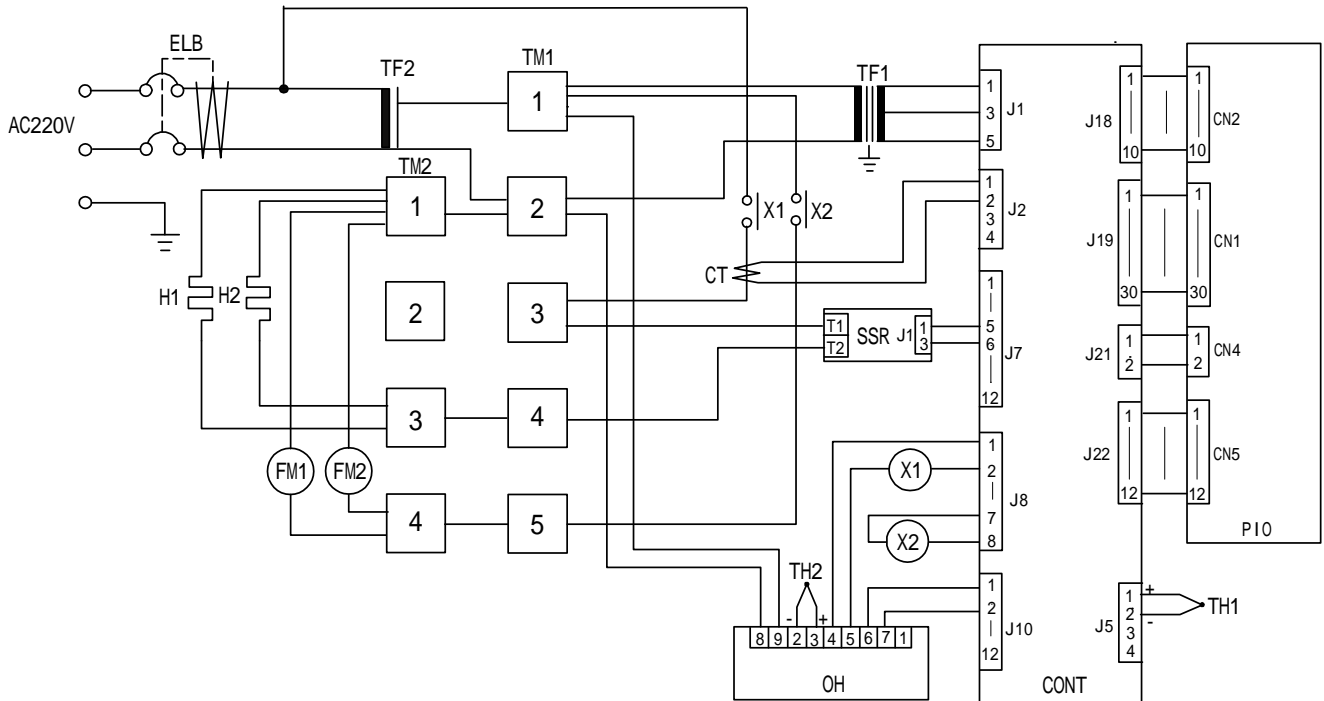 ELB
AC220V
TF2
TM1
1
2
3
4
5
TM2
1
2
3
4
H1
H2
FM1
FM2
X1
X2
CT
TF1
T1
T2
SSR
J1
1
3
J1
1
3
5
J2
1
2
3
4
J7
1
5
6
12
J8
1
2
7
8
X1
X2
J10
1
2
12
TH2
-
+
8
9
2
3
4
5
6
7
1
OH
CONT
J18
1
10
J19
1
30
J21
1
2
J22
1
12
J5
1
2
3
4
+
-
TH1
CN2
1
10
CN1
1
30
CN4
1
2
CN5
1
12
PIO